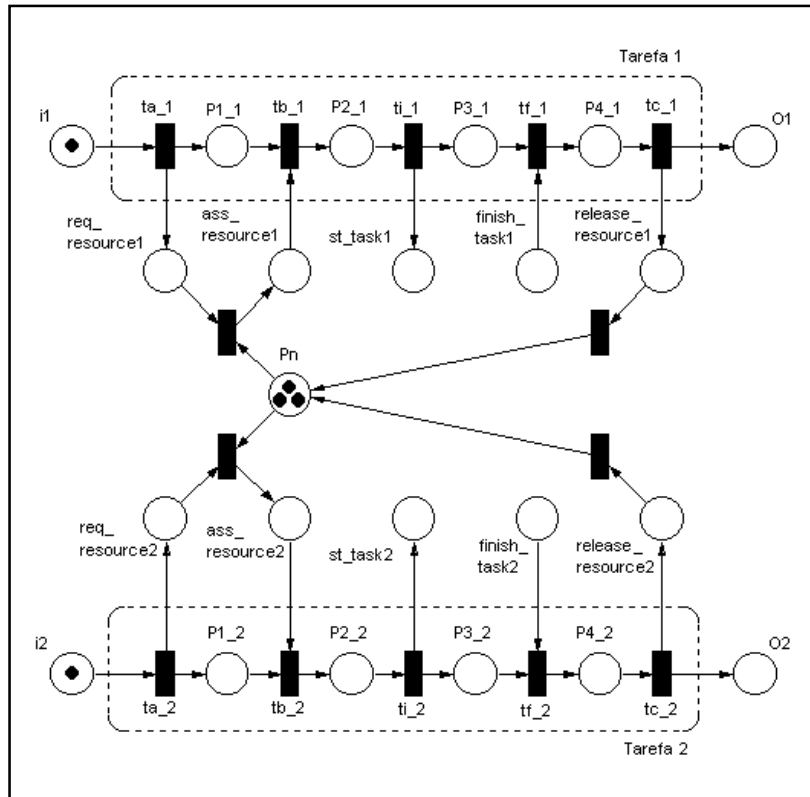 Tarefa 1
ta_1
P1_1
tb_1
P2_1
ti_1
P3_1
tf_1
P4_1
tc_1
i1
O1
req_
resource1
ass_
resource1
st_task1
finish_
task1
release_
resource1
Pn
req_
resource2
ass_
resource2
st_task2
finish_
task2
release_
resource2
i2
P1_2
P2_2
P3_2
P4_2
O2
ta_2
tb_2
ti_2
tf_2
tc_2
Tarefa 2